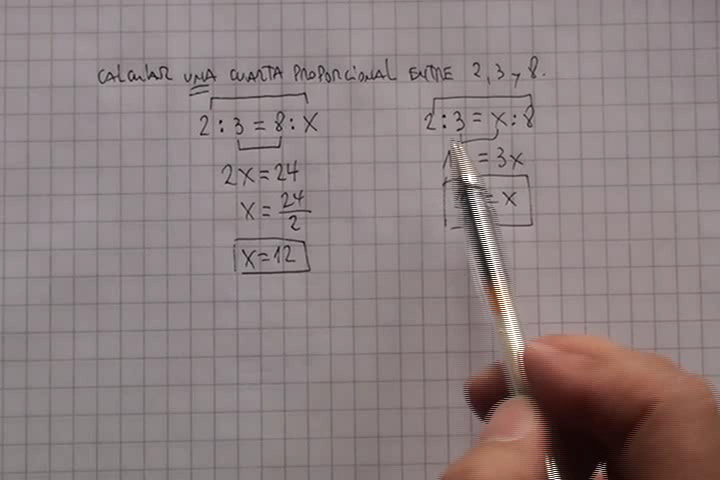 CALCULAR UNA CUARTA PROPORCIONAL ENTRE 2, 3 y 8.
2 : 3 = 8 : X
2X = 24
X = 24/2
X = 12
2 : 3 = X : 8
= 3X
= X